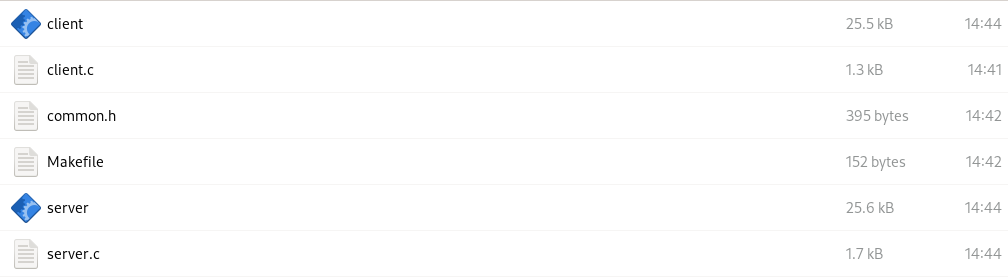 client 25.5 kB 14:44
client.c 1.3 kB 14:41
common.h 395 bytes 14:42
Makefile 152 bytes 14:42
server 25.6 kB 14:44
server.c 1.7 kB 14:44